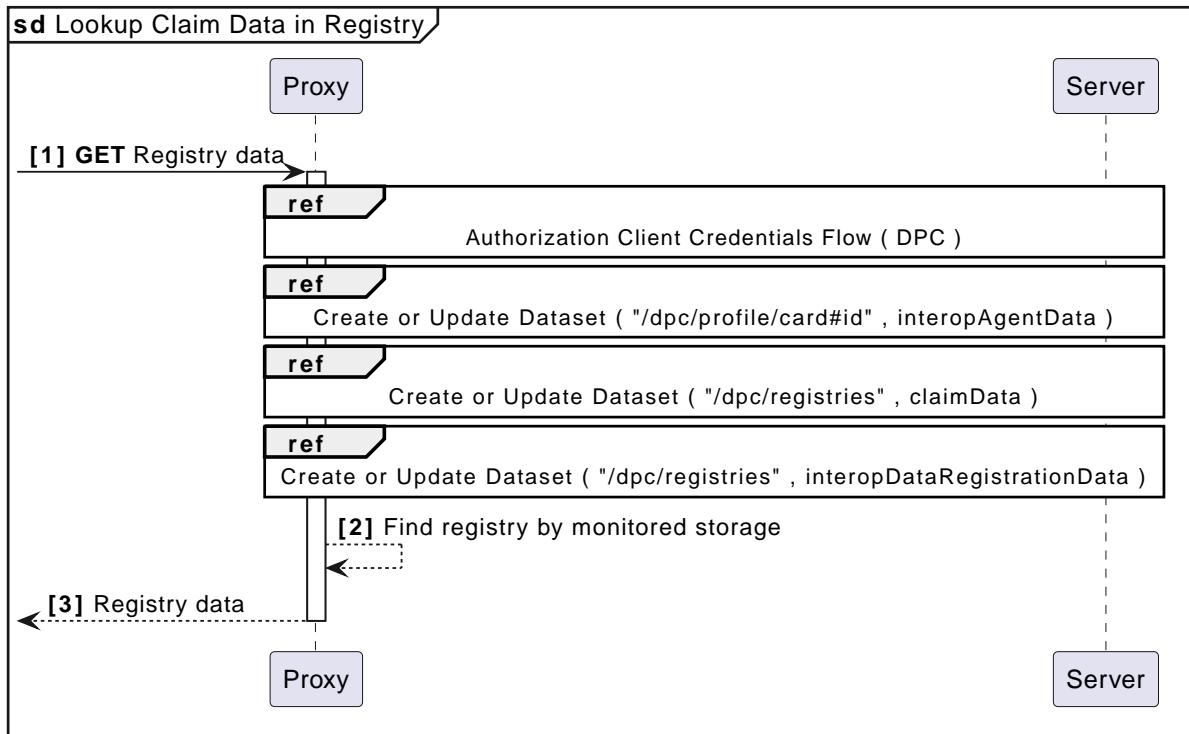 sd Lookup Claim Data in Registry
Proxy
Server
[1] GET Registry data
ref
Authorization Client Credentials Flow ( DPC )
ref
Create or Update Dataset ( "/dpc/profile/card#id" , interopAgentData )
ref
Create or Update Dataset ( "/dpc/registries" , claimData )
ref
Create or Update Dataset ( "/dpc/registries" , interopDataRegistrationData )
[2] Find registry by monitored storage
[3] Registry data
Proxy
Server